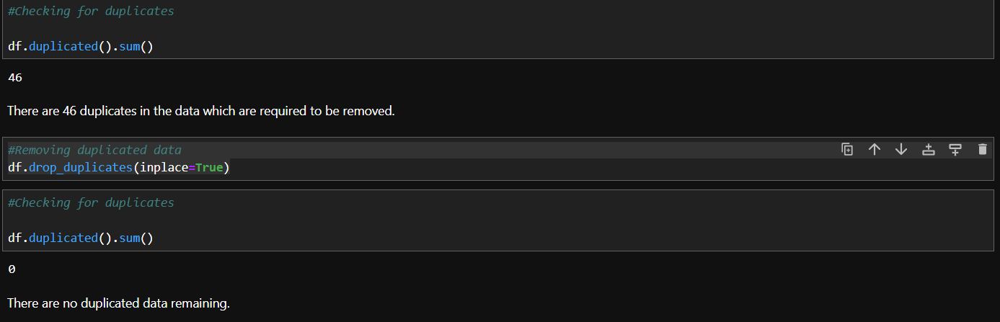 #Checking for duplicates
df.duplicated().sum()
46
There are 46 duplicates in the data which are required to be removed.
#Removing duplicated data
df.drop_duplicates(inplace=True)
#Checking for duplicates
df.duplicated().sum()
0
There are no duplicated data remaining.